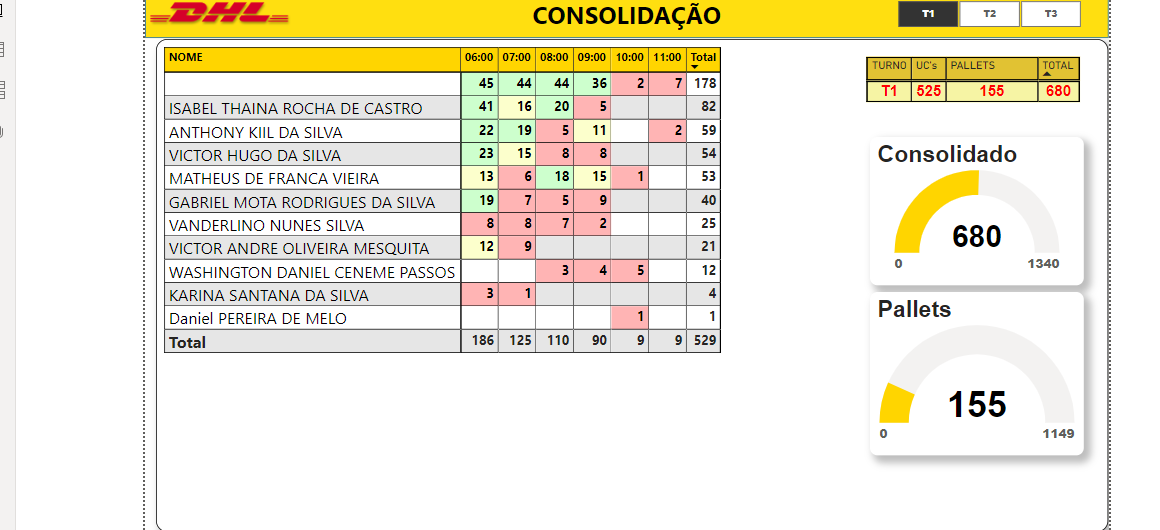 DHL
CONSOLIDAÇÃO
T1 T2 T3
NOME 06:00 07:00 08:00 09:00 10:00 11:00 Total
45 44 44 36 2 7 178
ISABEL THAINA ROCHA DE CASTRO 41 16 20 5 82
ANTHONY KIIL DA SILVA 22 19 5 11 2 59
VICTOR HUGO DA SILVA 23 15 8 8 54
MATHEUS DE FRANCA VIEIRA 13 6 18 15 1 53
GABRIEL MOTA RODRIGUES DA SILVA 19 7 5 9 40
VANDERLINO NUNES SILVA 8 8 7 2 25
VICTOR ANDRE OLIVEIRA MESQUITA 12 9 21
WASHINGTON DANIEL CENEME PASSOS 3 4 5 12
KARINA SANTANA DA SILVA 3 1 4
Daniel PEREIRA DE MELO 1 1
Total 186 125 110 90 9 9 529
TURNO UC's PALLETS TOTAL
T1 525 155 680
Consolidado
680
0 1340
Pallets
155
0 1149